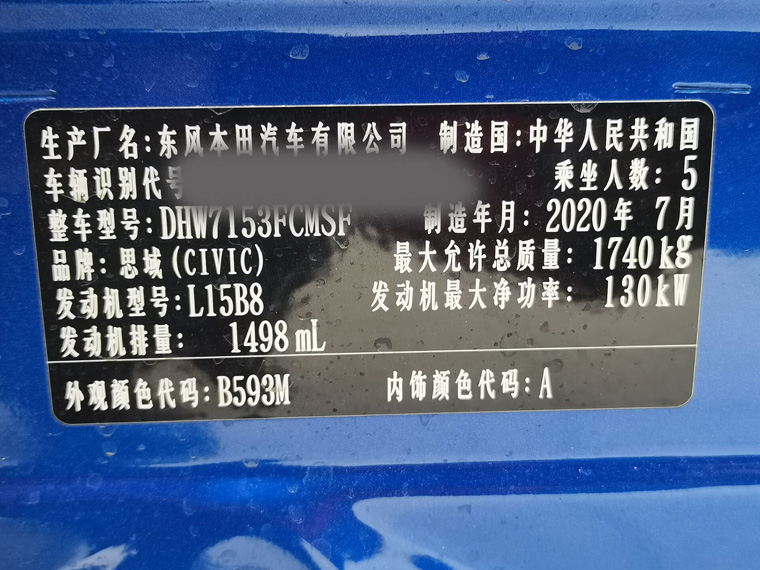 生产厂名:东风本田汽车有限公司 制造国:中华人民共和国
车辆识别代号 乘坐人数: 5
整车型号:DHW7153FCMSF 制造年月: 2020年 7月
品牌: 思域(CIVIC) 最大允许总质量: 1740kg
发动机型号:L15B8 发动机最大净功率: 130kW
发动机排量: 1498mL
外观颜色代码:B593M 内饰颜色代码:A